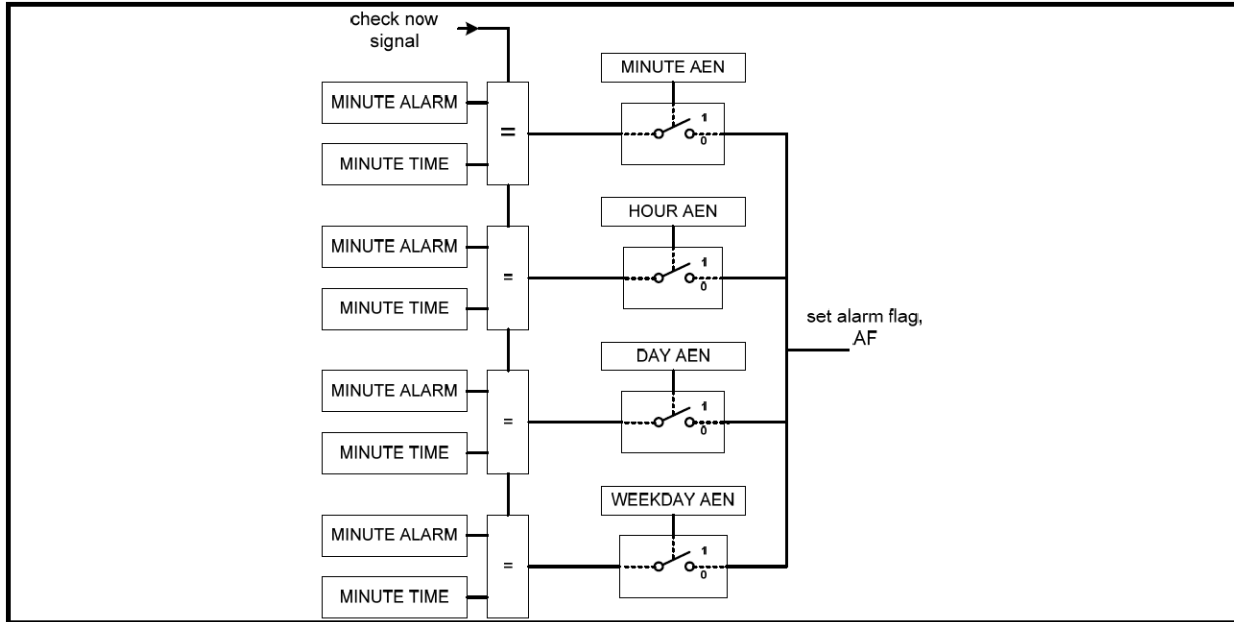 check now
signal
MINUTE AEN
MINUTE ALARM
1
=
0
MINUTE TIME
HOUR AEN
MINUTE ALARM
1
=
0
MINUTE TIME
set alarm flag,
AF
DAY AEN
MINUTE ALARM
1
=
0
MINUTE TIME
WEEKDAY AEN
MINUTE ALARM
1
=
0
MINUTE TIME